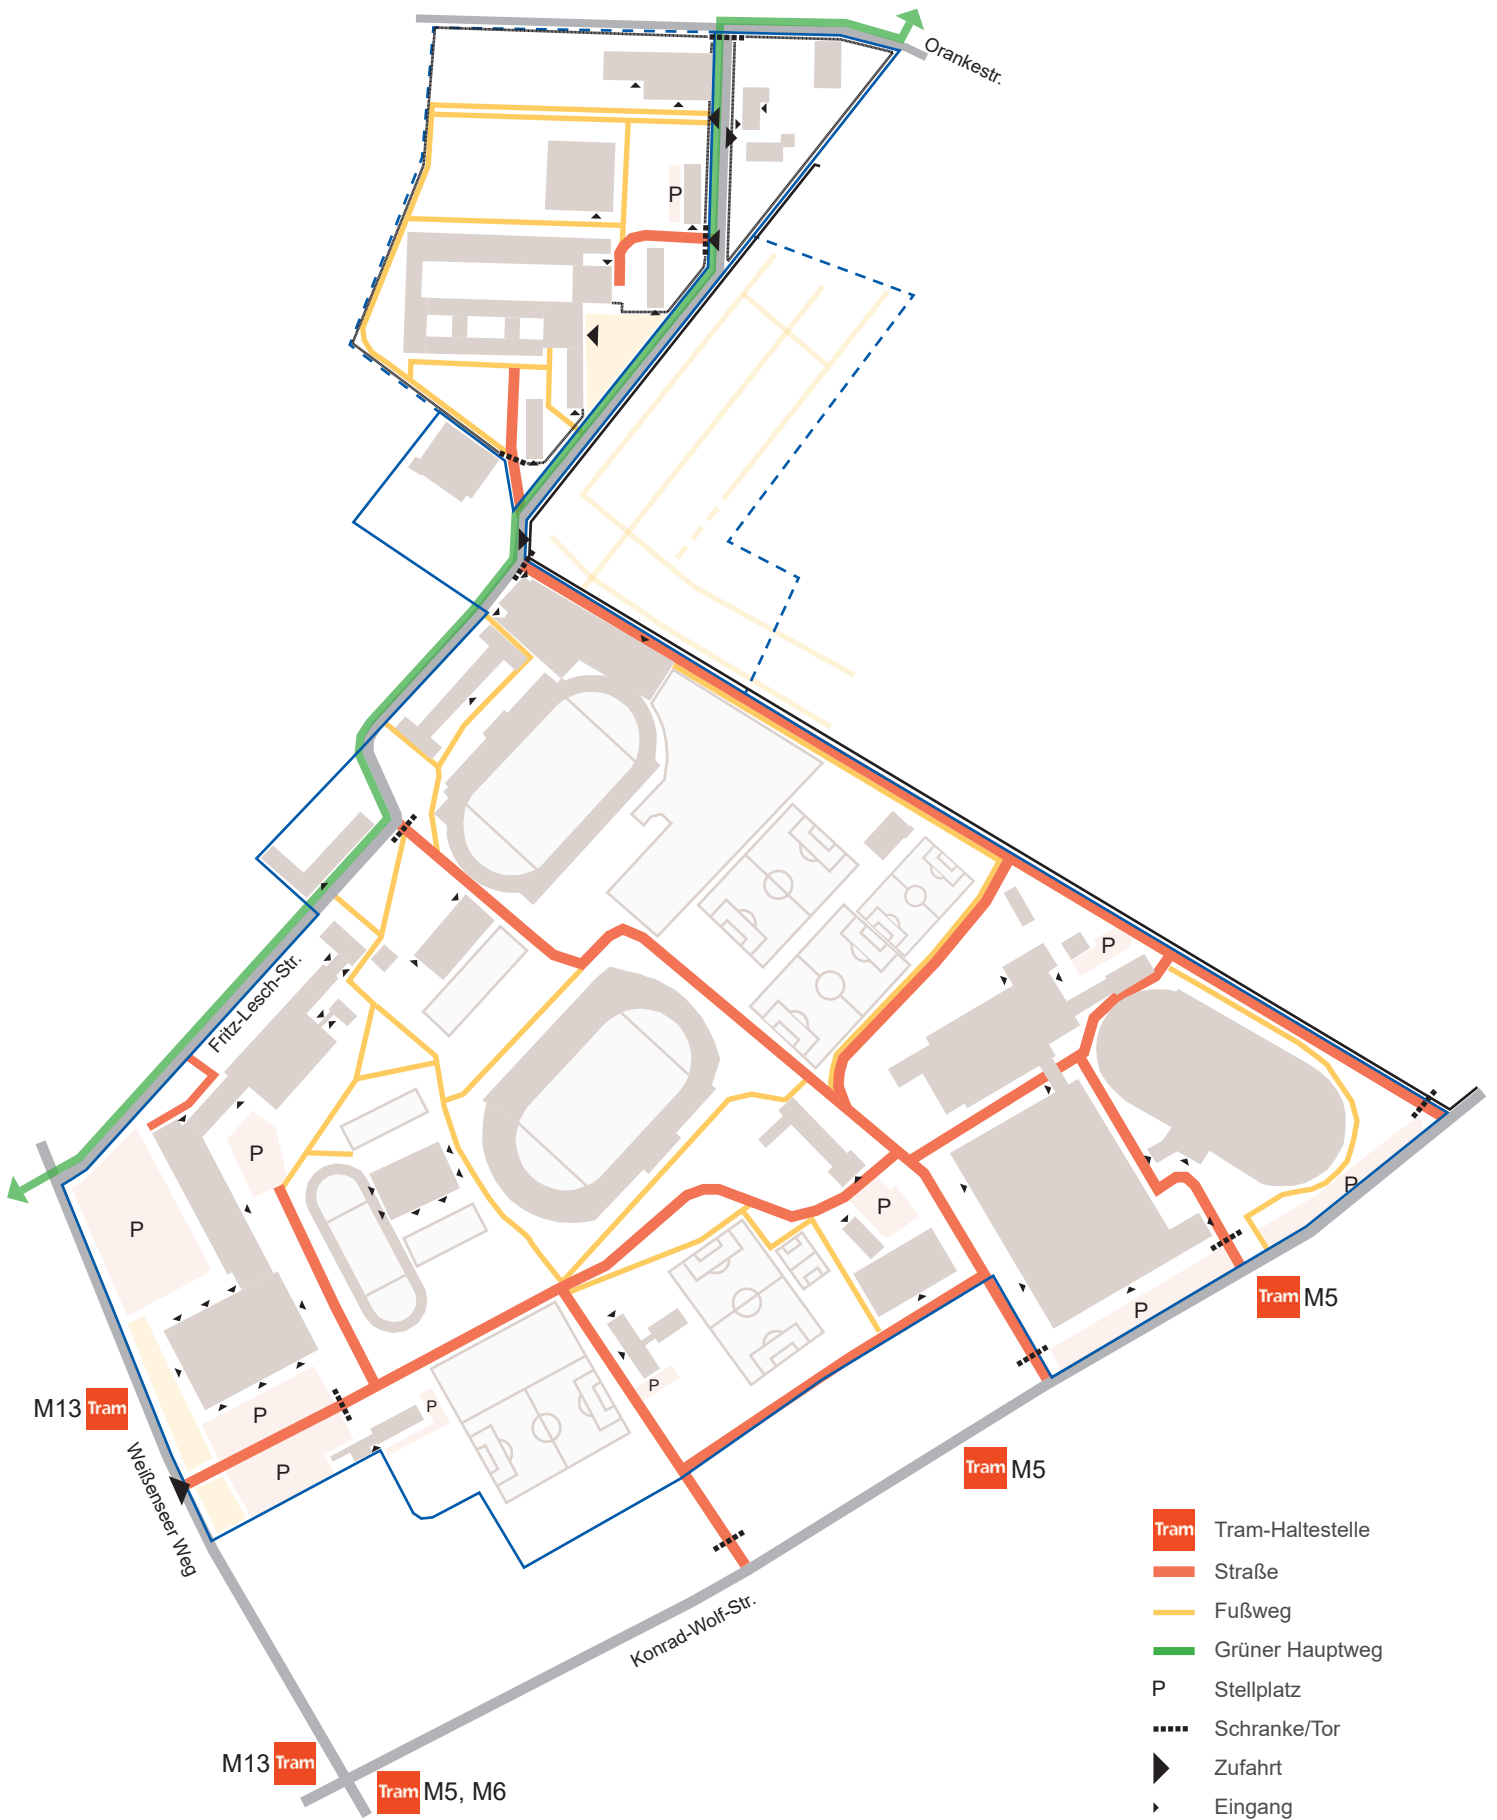 Orankestr.
P
P
Fritz-Lesch-Str.
P
P
P
P
P
Tram M5
P
M13 Tram
P
P
P
P
Tram M5
Weißenseer Weg
Konrad-Wolf-Str.
M13 Tram
Tram M5, M6
Tram Tram-Haltestelle
Straße
Fußweg
Grüner Hauptweg
P Stellplatz
Schranke/Tor
Zufahrt
Eingang